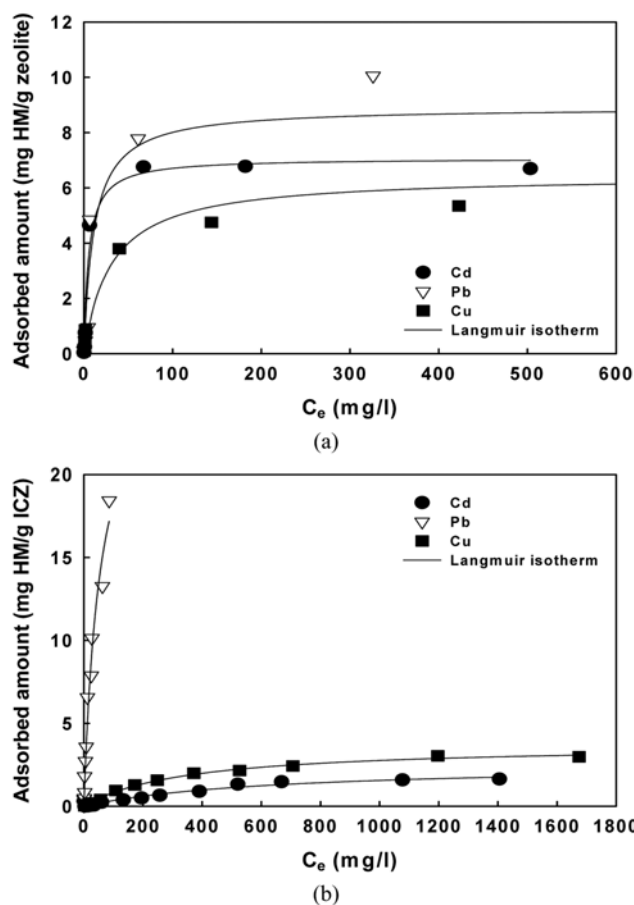 Adsorbed amount (mg HM/g zeolite)
12
10
8
6
4
2
0
Cd
Pb
Cu
Langmuir isotherm
0 100 200 300 400 500 600
Ce (mg/l)
(a)
Adsorbed amount (mg HM/g ICZ)
20
15
10
5
0
Cd
Pb
Cu
Langmuir isotherm
0 200 400 600 800 1000 1200 1400 1600 1800
Ce (mg/l)
(b)